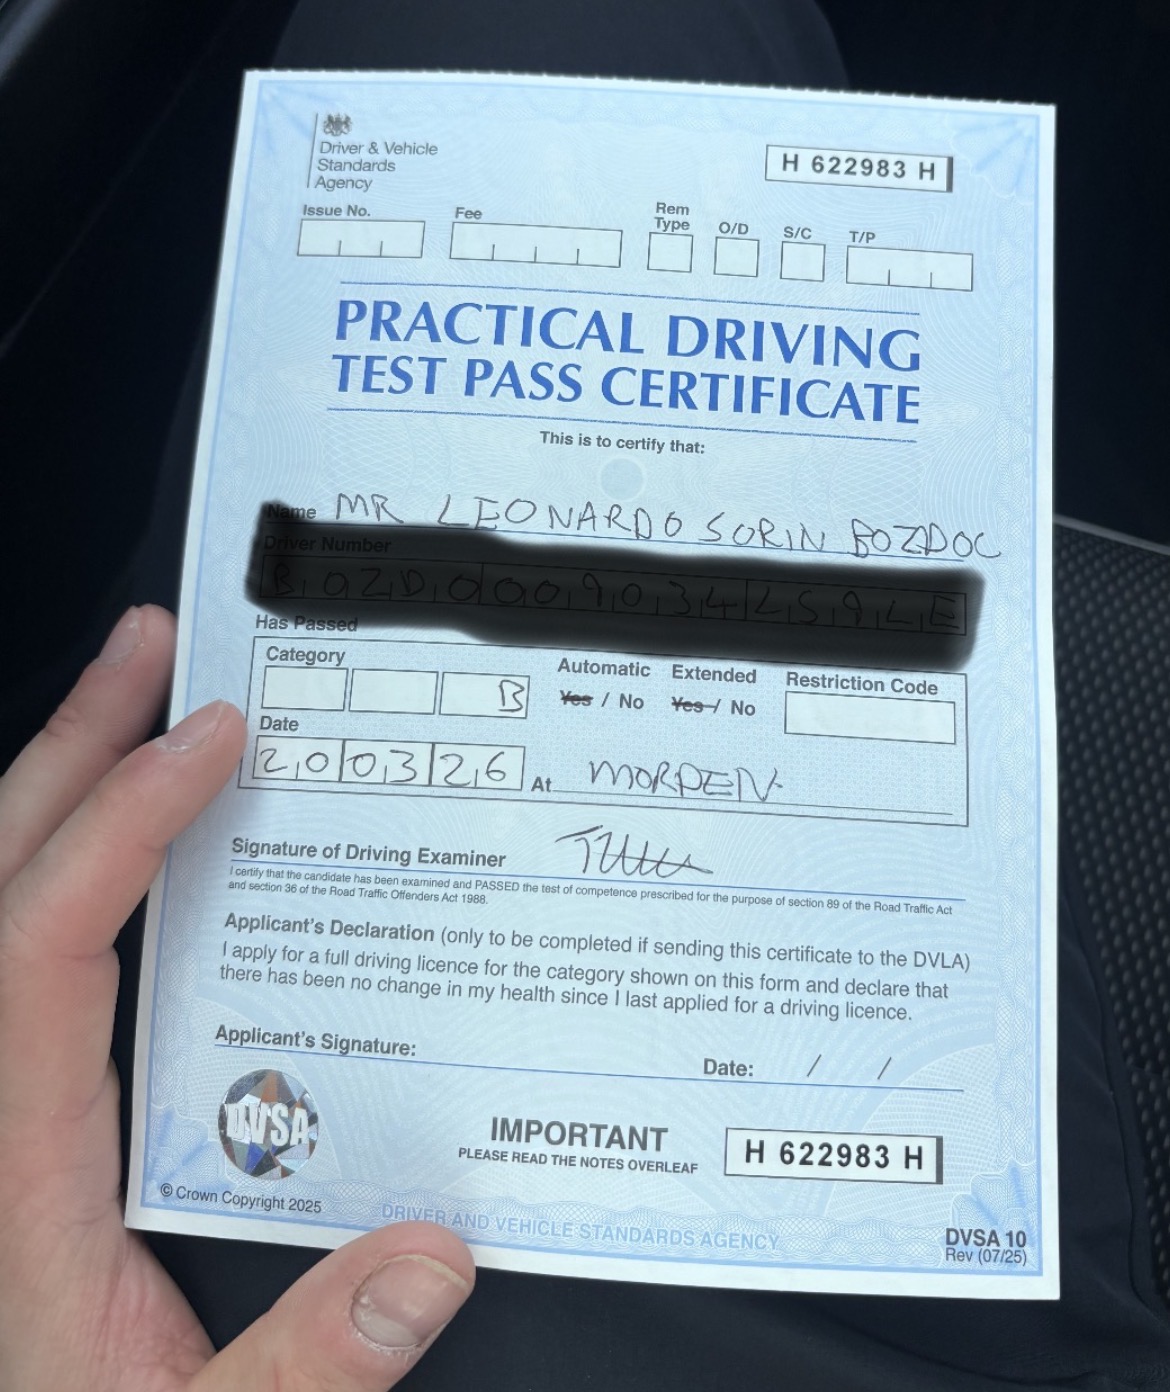 Driver & Vehicle
Standards
Agency
H 622983 H
Issue No.
Fee
Rem
Type
O/D
S/C
T/P
PRACTICAL DRIVING
TEST PASS CERTIFICATE
This is to certify that:
Name MR LEONARDO SORIN BOZDOC
Driver Number
Has Passed
Category
Automatic Extended Restriction Code
B
Yes / No Yes / No
Date
200326
At MORDEN
Signature of Driving Examiner
I certify that the candidate has been examined and PASSED the test of competence prescribed for the purpose of section 89 of the Road Traffic Act
and section 36 of the Road Traffic Offenders Act 1988.
Applicant's Declaration (only to be completed if sending this certificate to the DVLA)
I apply for a full driving licence for the category shown on this form and declare that
there has been no change in my health since I last applied for a driving licence.
Applicant's Signature:
Date: / /
DVSA
IMPORTANT
PLEASE READ THE NOTES OVERLEAF
H 622983 H
© Crown Copyright 2025
DRIVER AND VEHICLE STANDARDS AGENCY
DVSA 10
Rev (07/25)